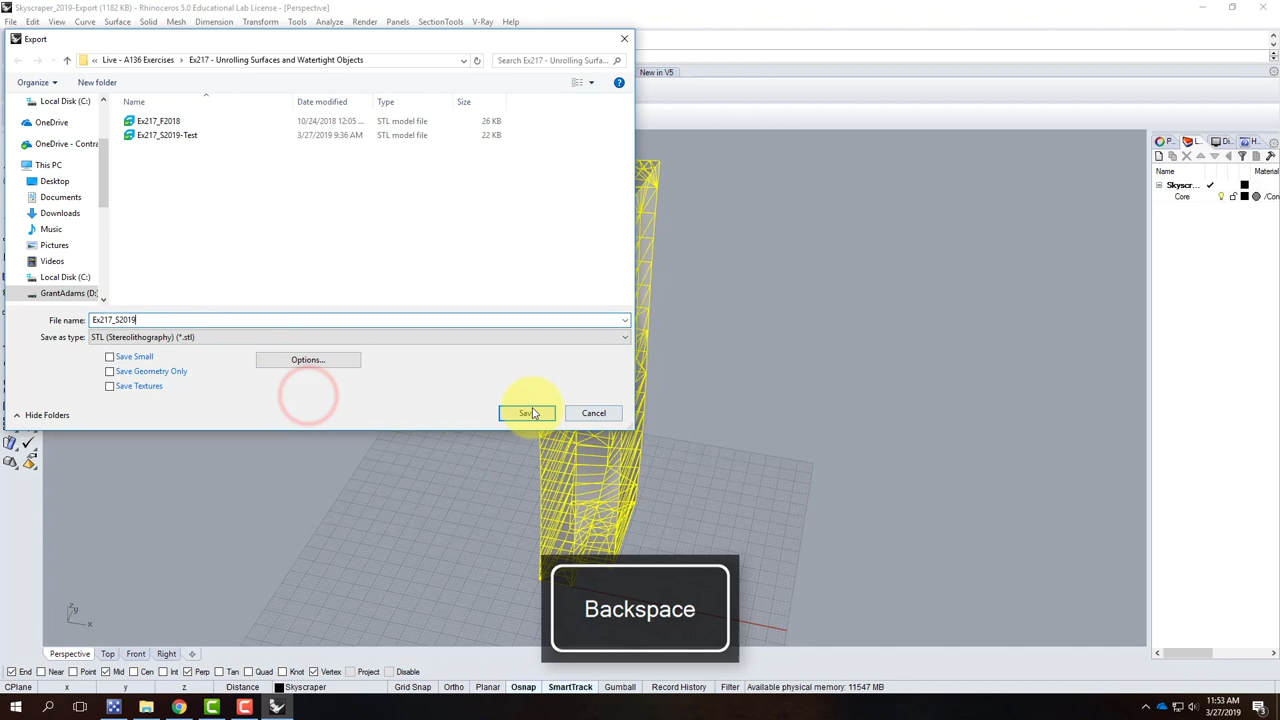 Skyscraper_2019-Export (1182 KB) - Rhinoceros 5.0 Educational Lab License - [Perspective]
File Edit View Curve Surface Solid Mesh Dimension Transform Tools Analyze Render Panels SectionTools V-Ray Help
Export
« Live - A136 Exercises › Ex217 - Unrolling Surfaces and Watertight Objects
Search Ex217 - Unrolling Surfa...
New in V5
Organize
New folder
Name Date modified Type Size
Local Disk (C:)
OneDrive
OneDrive - Contra
This PC
Desktop
Documents
Downloads
Music
Pictures
Videos
Local Disk (C:)
GrantAdams (D:
Ex217_F2018 10/24/2018 12:05 ... STL model file 26 KB
Ex217_S2019-Test 3/27/2019 9:36 AM STL model file 22 KB
File name: Ex217_S2019
Save as type: STL (Stereolithography) (*.stl)
Save Small
Save Geometry Only
Save Textures
Options...
Hide Folders
Save
Cancel
P... L... Di... H...
Name Material
Skyscr...
Core /Con
Backspace
z y x
Perspective Top Front Right
End Near Point Mid Cen Int Perp Tan Quad Knot Vertex Project Disable
CPlane x y z Distance Skyscraper Grid Snap Ortho Planar Osnap SmartTrack Gumball Record History Filter Available physical memory: 11547 MB
11:53 AM
3/27/2019
3